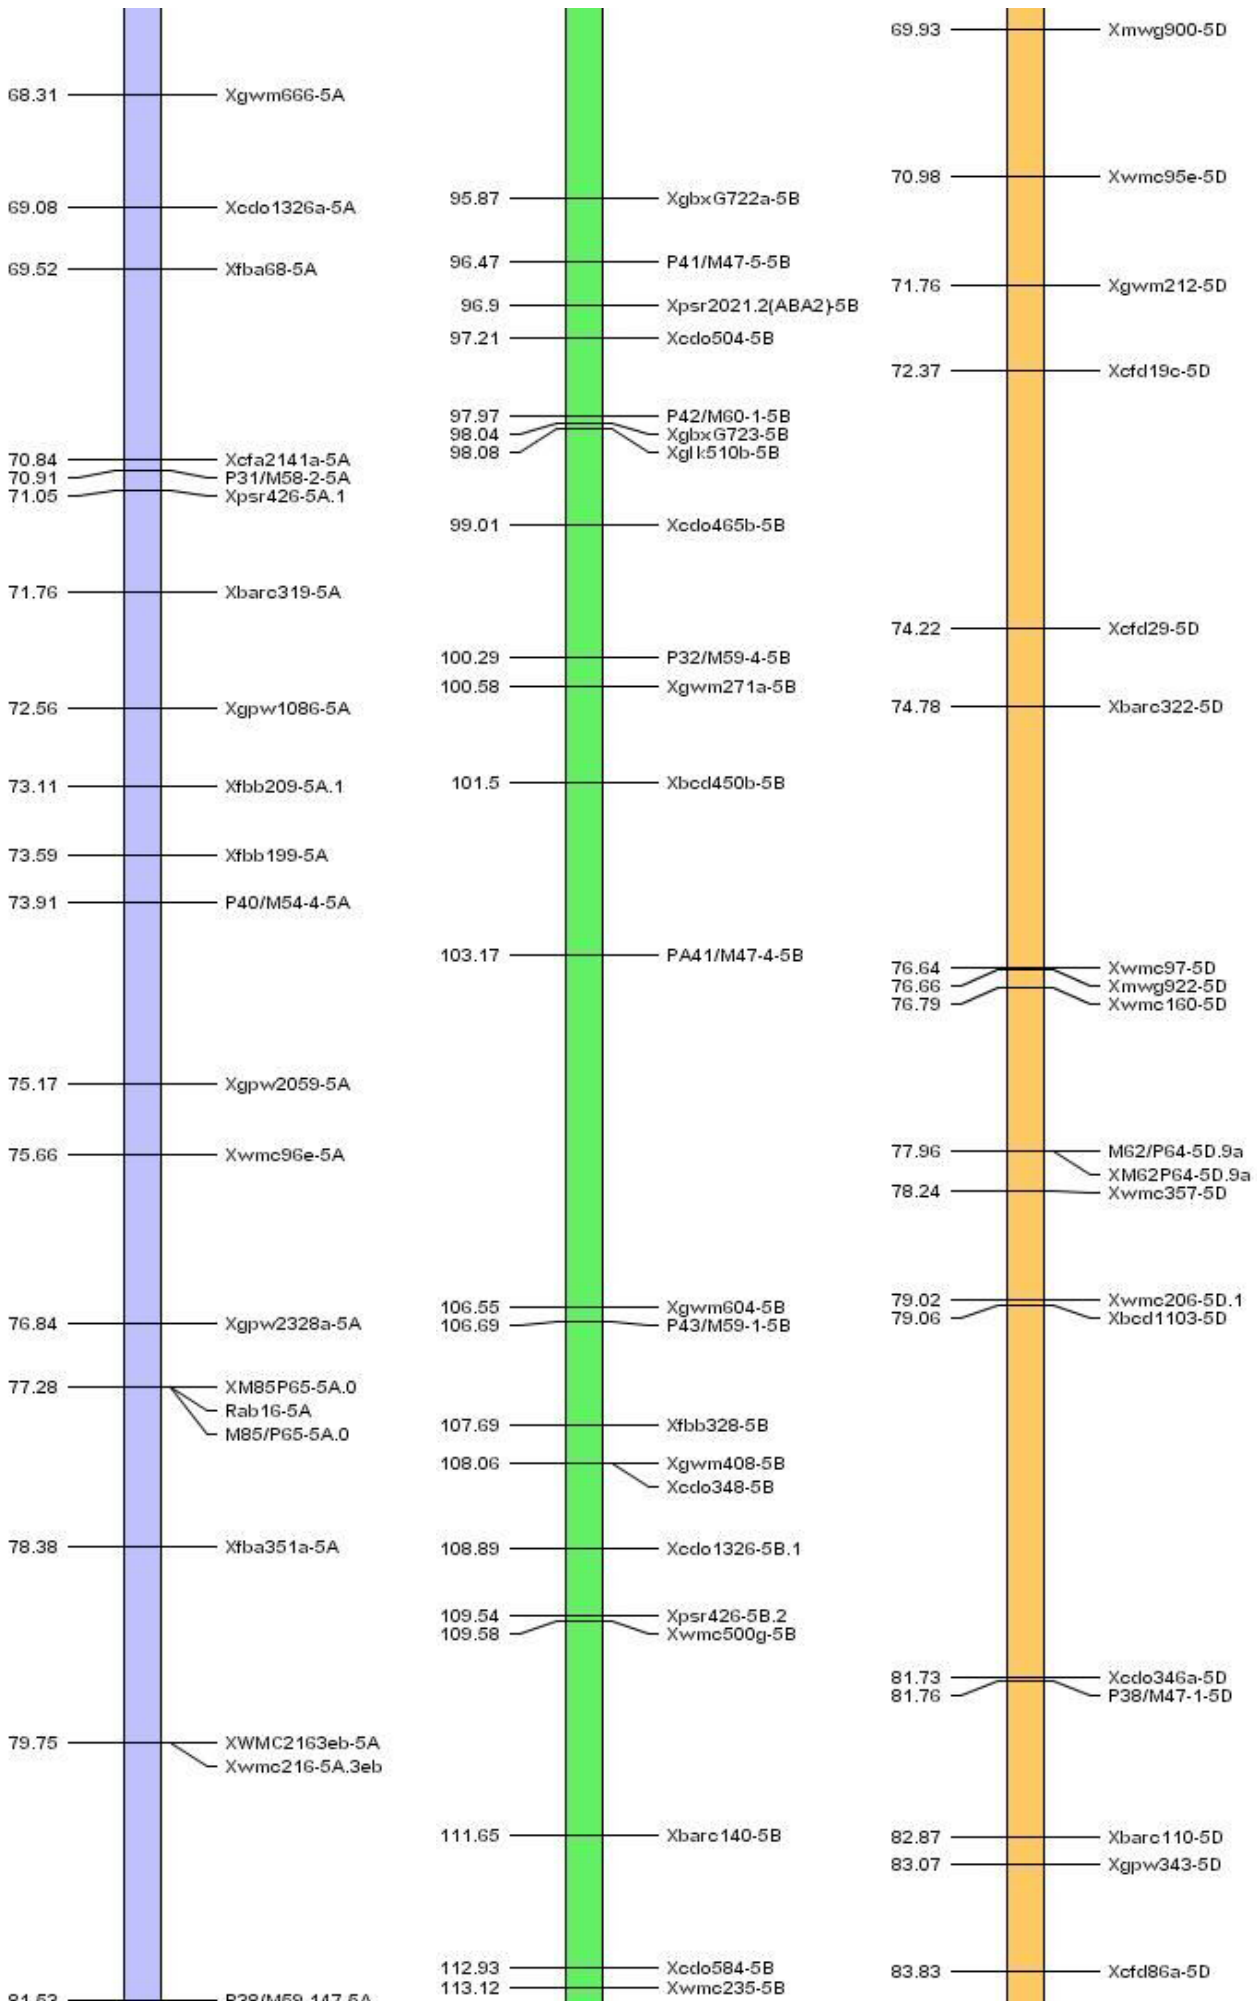 68.31 Xgwm666-5A
69.08 Xcdo1326a-5A
69.52 Xfba68-5A
70.84 Xcfa2141a-5A
70.91 P31/M58-2-5A
71.05 Xpsr426-5A.1
71.76 Xbarc319-5A
72.56 Xgpw1086-5A
73.11 Xfbb209-5A.1
73.59 Xfbb199-5A
73.91 P40/M54-4-5A
75.17 Xgpw2059-5A
75.66 Xwmc96e-5A
76.84 Xgpw2328a-5A
77.28 XM85P65-5A.0
Rab16-5A
M85/P65-5A.0
78.38 Xfba351a-5A
79.75 XWMC2163eb-5A
Xwmc216-5A.3eb
81.53 P38/M59-147-5A
95.87 XgbxG722a-5B
96.47 P41/M47-5-5B
96.9 Xpsr2021.2(ABA2)-5B
97.21 Xcdo504-5B
97.97 P42/M60-1-5B
98.04 XgbxG723-5B
98.08 Xglk510b-5B
99.01 Xcdo465b-5B
100.29 P32/M59-4-5B
100.58 Xgwm271a-5B
101.5 Xbcd450b-5B
103.17 PA41/M47-4-5B
106.55 Xgwm604-5B
106.69 P43/M59-1-5B
107.69 Xfbb328-5B
108.06 Xgwm408-5B
Xcdo348-5B
108.89 Xcdo1326-5B.1
109.54 Xpsr426-5B.2
109.58 Xwmc500g-5B
111.65 Xbarc140-5B
112.93 Xcdo584-5B
113.12 Xwmc235-5B
69.93 Xmwg900-5D
70.98 Xwmc95e-5D
71.76 Xgwm212-5D
72.37 Xcfd19c-5D
74.22 Xcfd29-5D
74.78 Xbarc322-5D
76.64 Xwmc97-5D
76.66 Xmwg922-5D
76.79 Xwmc160-5D
77.96 M62/P64-5D.9a
XM62P64-5D.9a
78.24 Xwmc357-5D
79.02 Xwmc206-5D.1
79.06 Xbcd1103-5D
81.73 Xcdo346a-5D
81.76 P38/M47-1-5D
82.87 Xbarc110-5D
83.07 Xgpw343-5D
83.83 Xcfd86a-5D